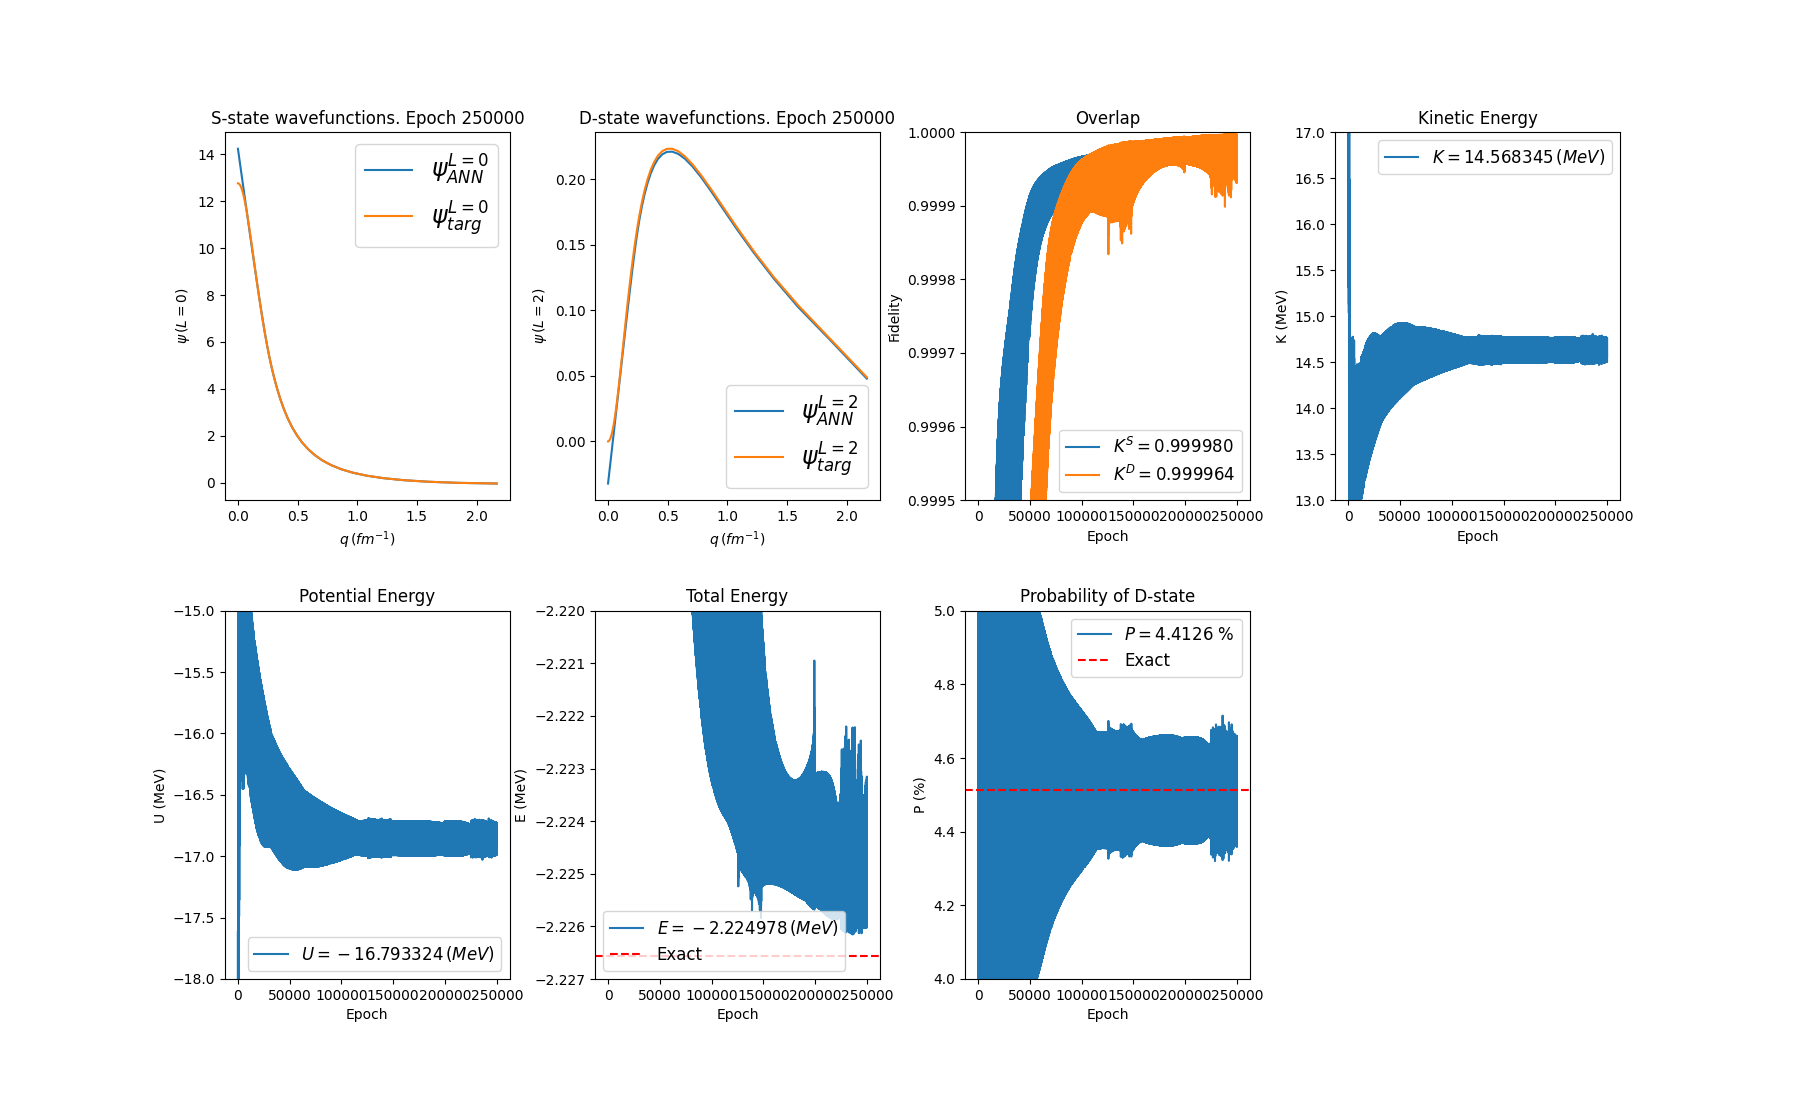 S-state wavefunctions. Epoch 250000
ψ(L = 0)
14
12
10
8
6
4
2
0
ψ_{ANN}^{L=0}
ψ_{targ}^{L=0}
0.0 0.5 1.0 1.5 2.0
q (fm^{-1})
D-state wavefunctions. Epoch 250000
ψ(L = 2)
0.20
0.15
0.10
0.05
0.00
ψ_{ANN}^{L=2}
ψ_{targ}^{L=2}
0.0 0.5 1.0 1.5 2.0
q (fm^{-1})
Overlap
Fidelity
1.0000
0.9999
0.9998
0.9997
0.9996
0.9995
K^S = 0.999980
K^D = 0.999964
0 50000 100000 150000 200000 250000
Epoch
Kinetic Energy
K (MeV)
17.0
16.5
16.0
15.5
15.0
14.5
14.0
13.5
13.0
K = 14.568345 (MeV)
0 50000 100000 150000 200000 250000
Epoch
Potential Energy
U (MeV)
−15.0
−15.5
−16.0
−16.5
−17.0
−17.5
−18.0
U = −16.793324 (MeV)
0 50000 100000 150000 200000 250000
Epoch
Total Energy
E (MeV)
−2.220
−2.221
−2.222
−2.223
−2.224
−2.225
−2.226
−2.227
E = −2.224978 (MeV)
Exact
0 50000 100000 150000 200000 250000
Epoch
Probability of D-state
P (%)
5.0
4.8
4.6
4.4
4.2
4.0
P = 4.4126 %
Exact
0 50000 100000 150000 200000 250000
Epoch